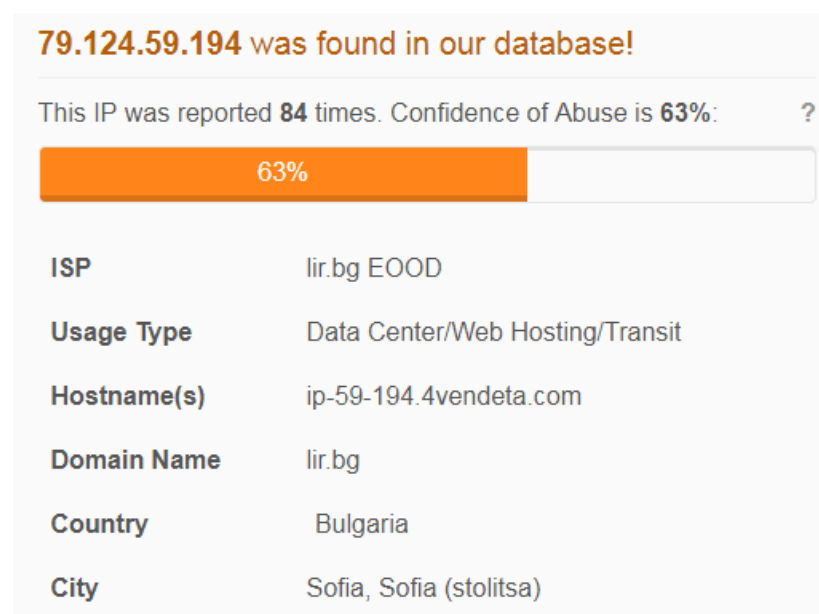 79.124.59.194 was found in our database!
This IP was reported 84 times. Confidence of Abuse is 63%: ?
63%
ISP lir.bg EOOD
Usage Type Data Center/Web Hosting/Transit
Hostname(s) ip-59-194.4vendeta.com
Domain Name lir.bg
Country Bulgaria
City Sofia, Sofia (stolitsa)